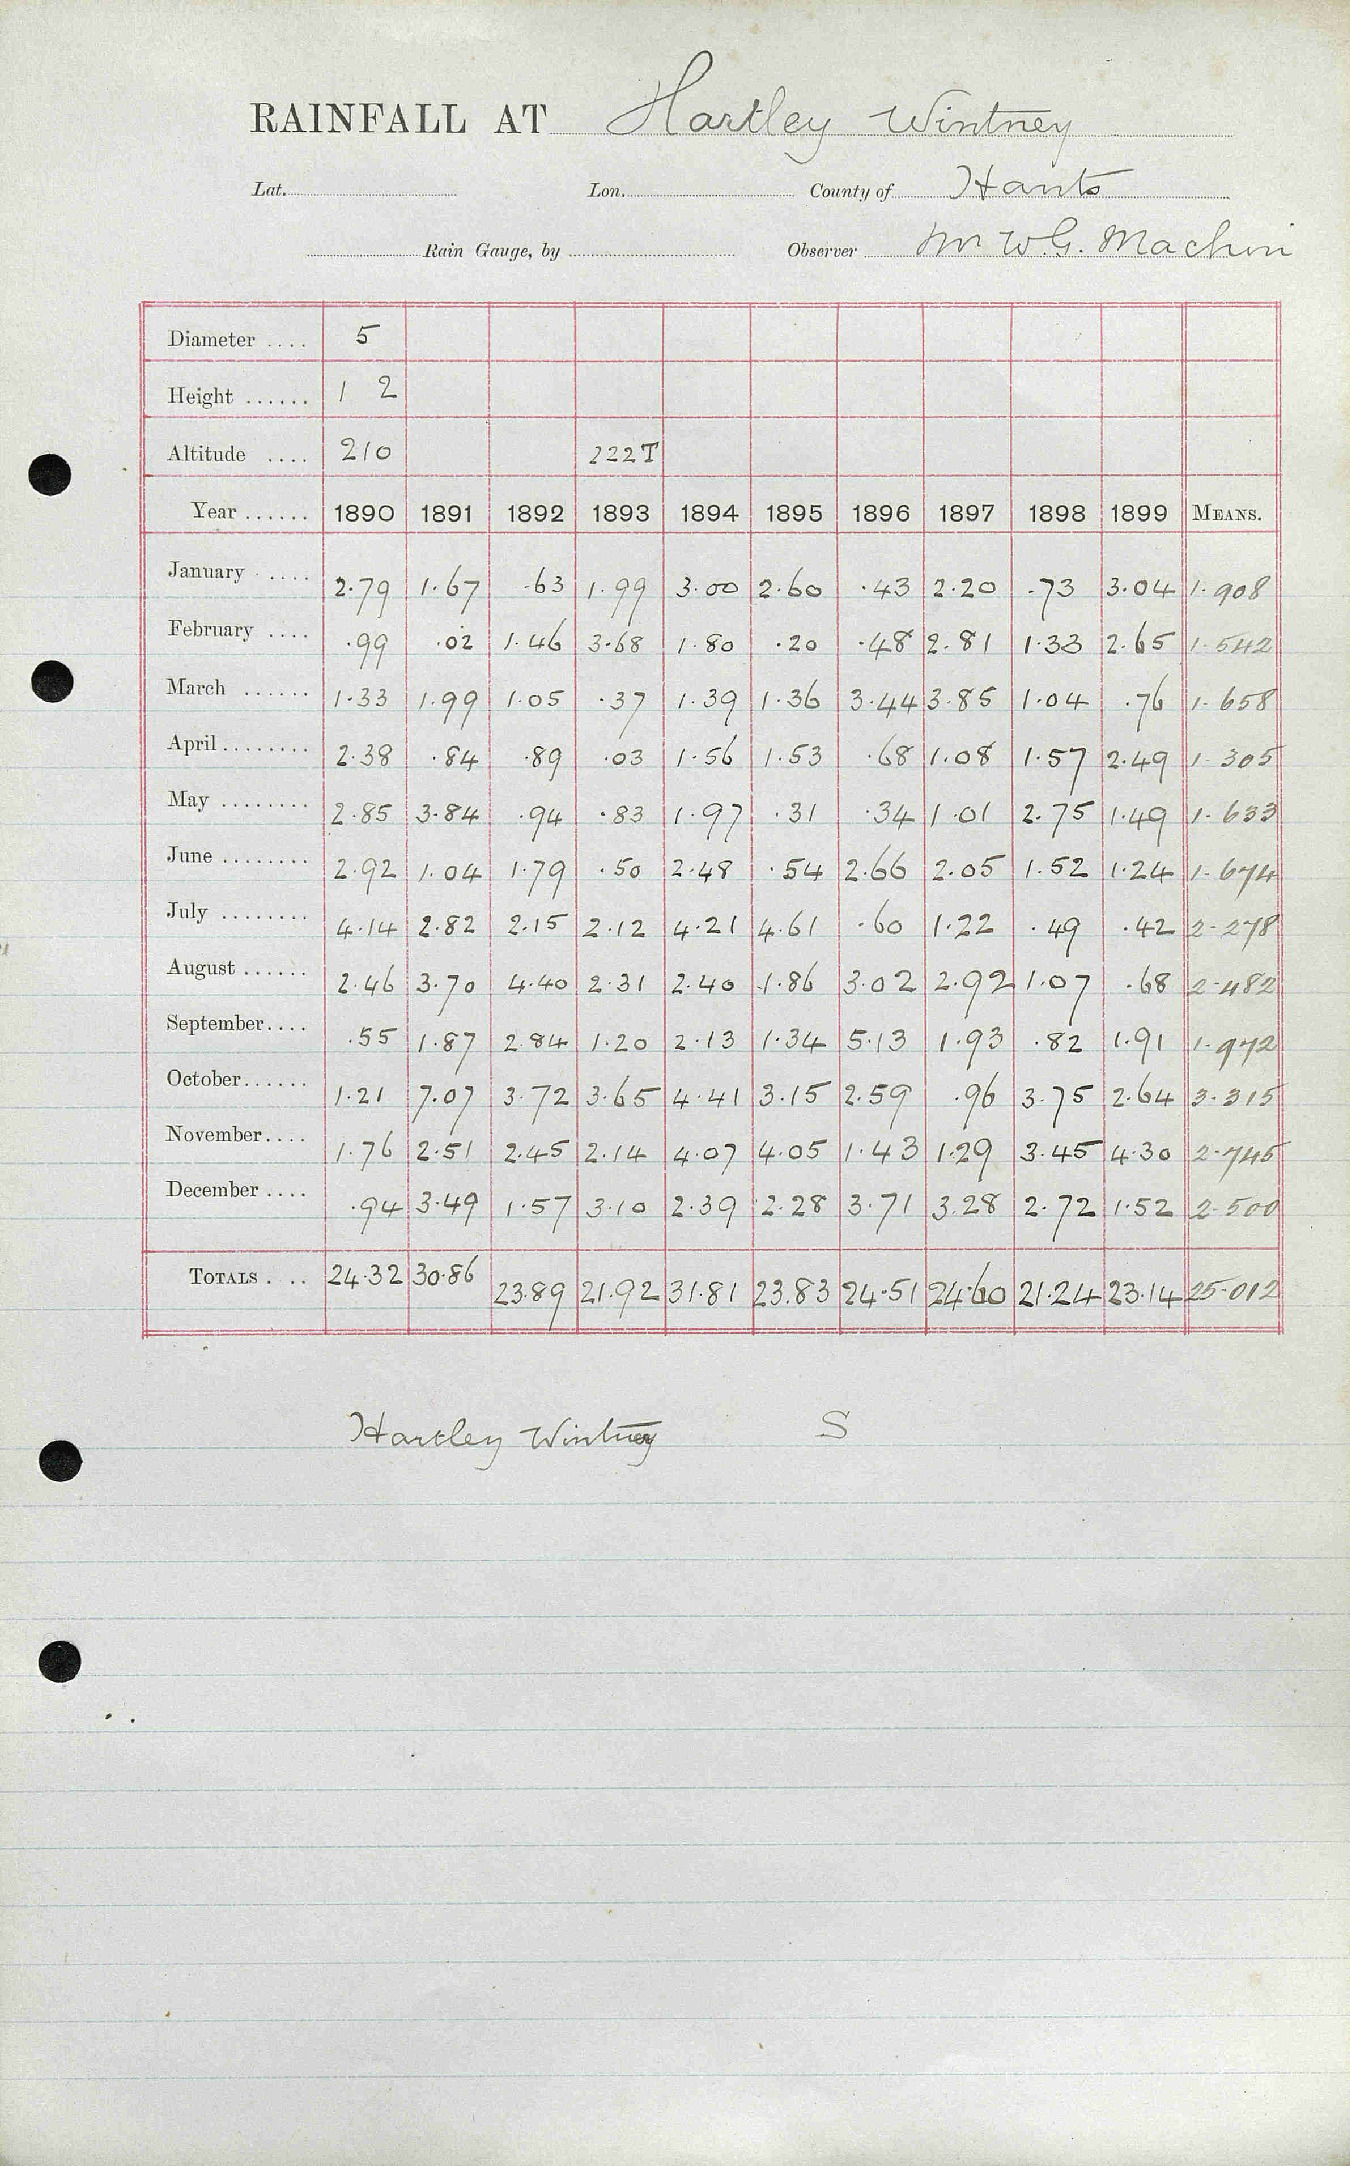 RAINFALL AT Hartley Wintney
Lat. Lon. County of Hants
Rain Gauge, by Observer Mr W.G. Machin
Diameter .... 5
Height ...... 1 2
Altitude .... 210 222T
Year ...... 1890 1891 1892 1893 1894 1895 1896 1897 1898 1899 MEANS.
January .... 2.79 1.67 .63 1.99 3.00 2.60 .43 2.20 .73 3.04 1.908
February .... .99 .02 1.46 3.68 1.80 .20 .48 2.81 1.33 2.65 1.542
March ...... 1.33 1.99 1.05 .37 1.39 1.36 3.44 3.85 1.04 .76 1.658
April ........ 2.38 .84 .89 .03 1.56 1.53 .68 1.08 1.57 2.49 1.305
May ........ 2.85 3.84 .94 .83 1.97 .31 .34 1.01 2.75 1.49 1.633
June ........ 2.92 1.04 1.79 .50 2.48 .54 2.66 2.05 1.52 1.24 1.674
July ........ 4.14 2.82 2.15 2.12 4.21 4.61 .60 1.22 .49 .42 2.278
August ...... 2.46 3.70 4.40 2.31 2.40 1.86 3.02 2.92 1.07 .68 2.482
September.... .55 1.87 2.84 1.20 2.13 1.34 5.13 1.93 .82 1.91 1.972
October...... 1.21 7.07 3.72 3.65 4.41 3.15 2.59 .96 3.75 2.64 3.315
November.... 1.76 2.51 2.45 2.14 4.07 4.05 1.43 1.29 3.45 4.30 2.745
December .... .94 3.49 1.57 3.10 2.39 2.28 3.71 3.28 2.72 1.52 2.500
TOTALS . .. 24.32 30.86 23.89 21.92 31.81 23.83 24.51 24.60 21.24 23.14 25.012
Hartley Wintney S